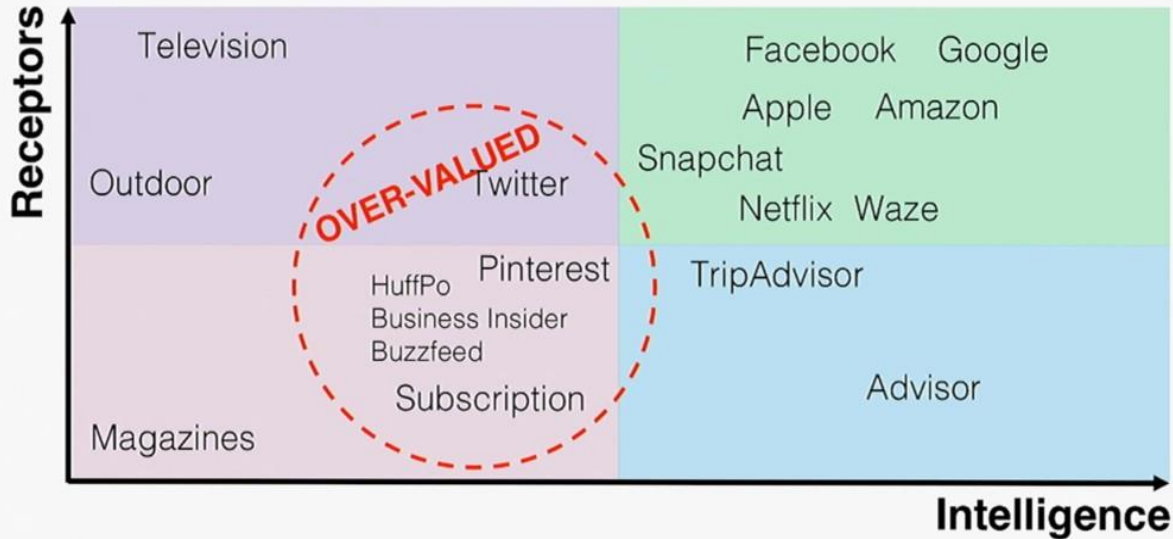 Receptors
Television
Facebook Google
Apple Amazon
OVER-VALUED
Snapchat
Outdoor
Twitter
Netflix Waze
Pinterest
TripAdvisor
HuffPo
Business Insider
Buzzfeed
Advisor
Subscription
Magazines
Intelligence